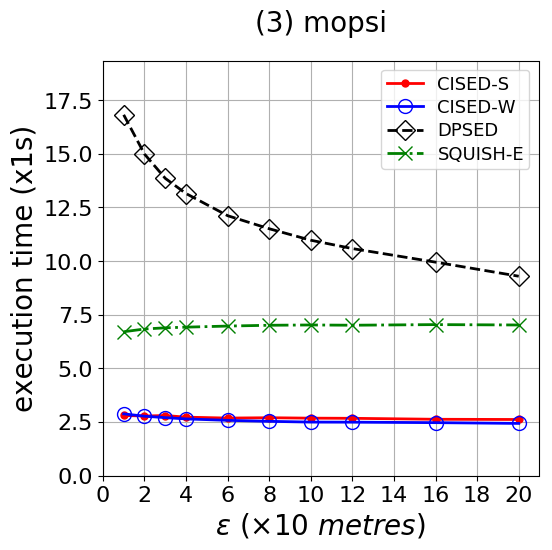 (3) mopsi
execution time (x1s)
17.5
15.0
12.5
10.0
7.5
5.0
2.5
0.0
CISED-S
CISED-W
DPSED
SQUISH-E
0 2 4 6 8 10 12 14 16 18 20
ε (×10 metres)